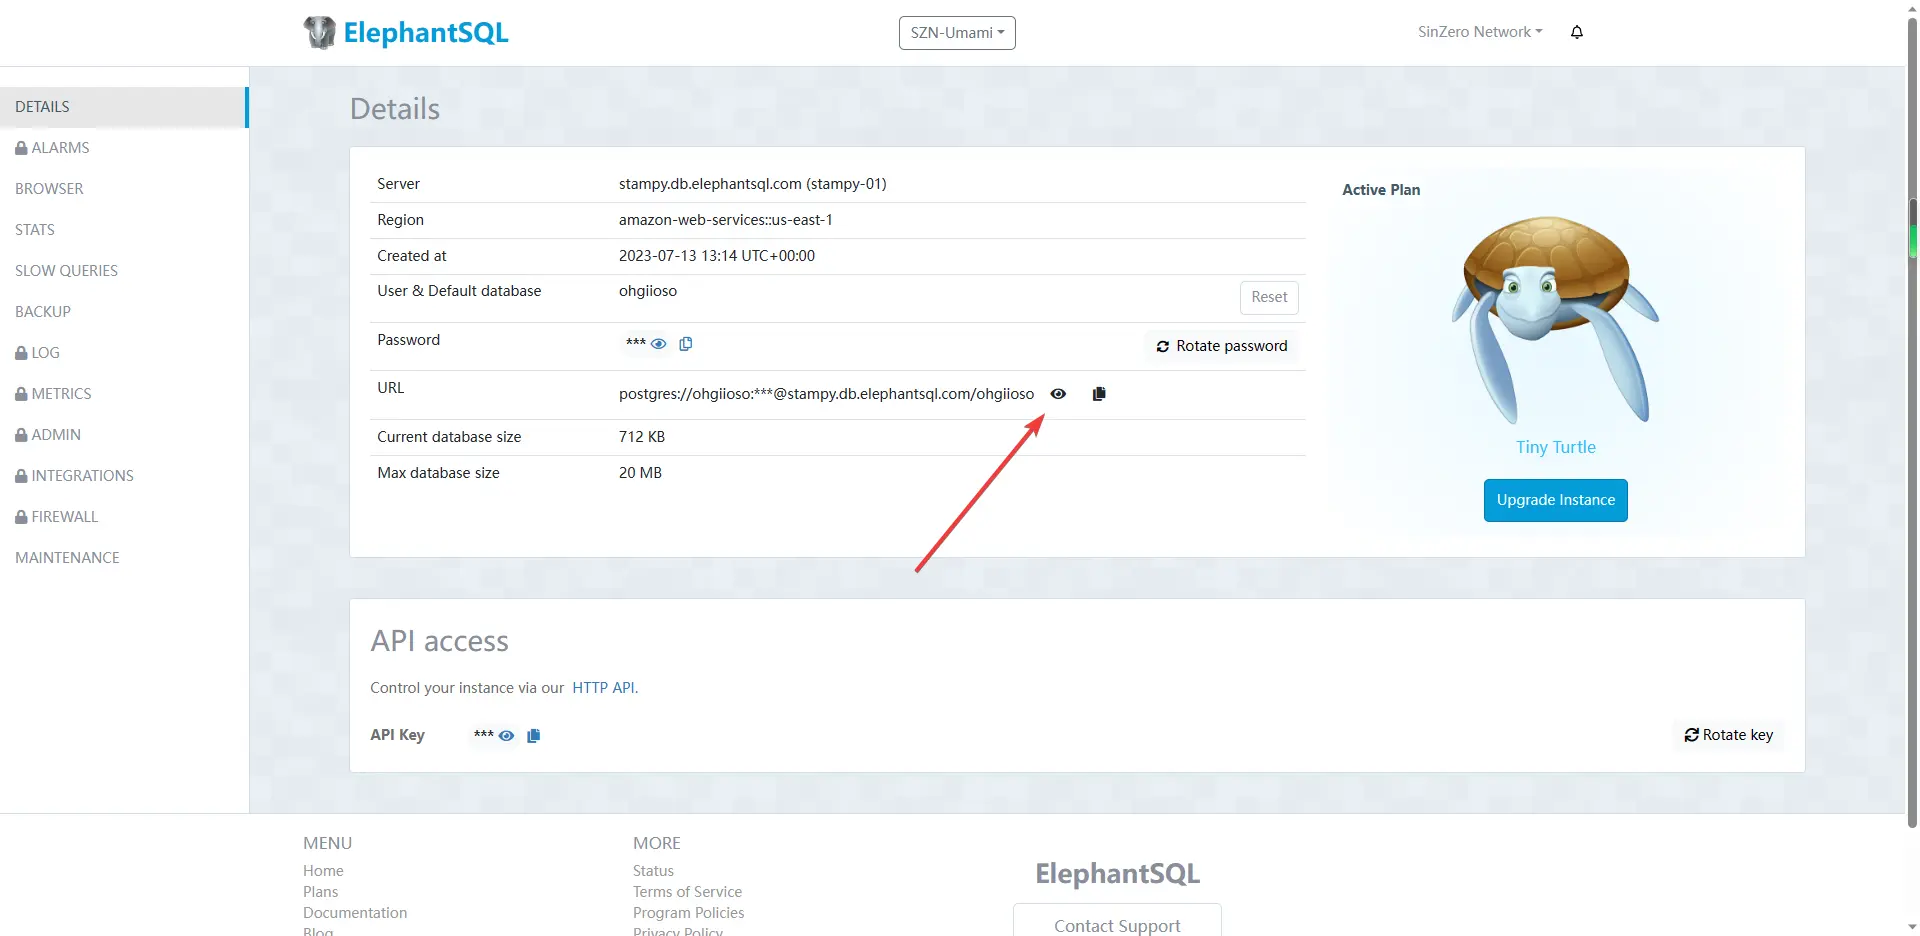 ElephantSQL
SZN-Umami
SinZero Network
DETAILS
ALARMS
BROWSER
STATS
SLOW QUERIES
BACKUP
LOG
METRICS
ADMIN
INTEGRATIONS
FIREWALL
MAINTENANCE
Details
Server stampy.db.elephantsql.com (stampy-01)
Region amazon-web-services::us-east-1
Created at 2023-07-13 13:14 UTC+00:00
User & Default database ohgiioso Reset
Password *** Rotate password
URL postgres://ohgiioso:***@stampy.db.elephantsql.com/ohgiioso
Current database size 712 KB
Max database size 20 MB
Active Plan
Tiny Turtle
Upgrade Instance
API access
Control your instance via our HTTP API.
API Key *** Rotate key
MENU
Home
Plans
Documentation
Blog
MORE
Status
Terms of Service
Program Policies
Privacy Policy
ElephantSQL
Contact Support